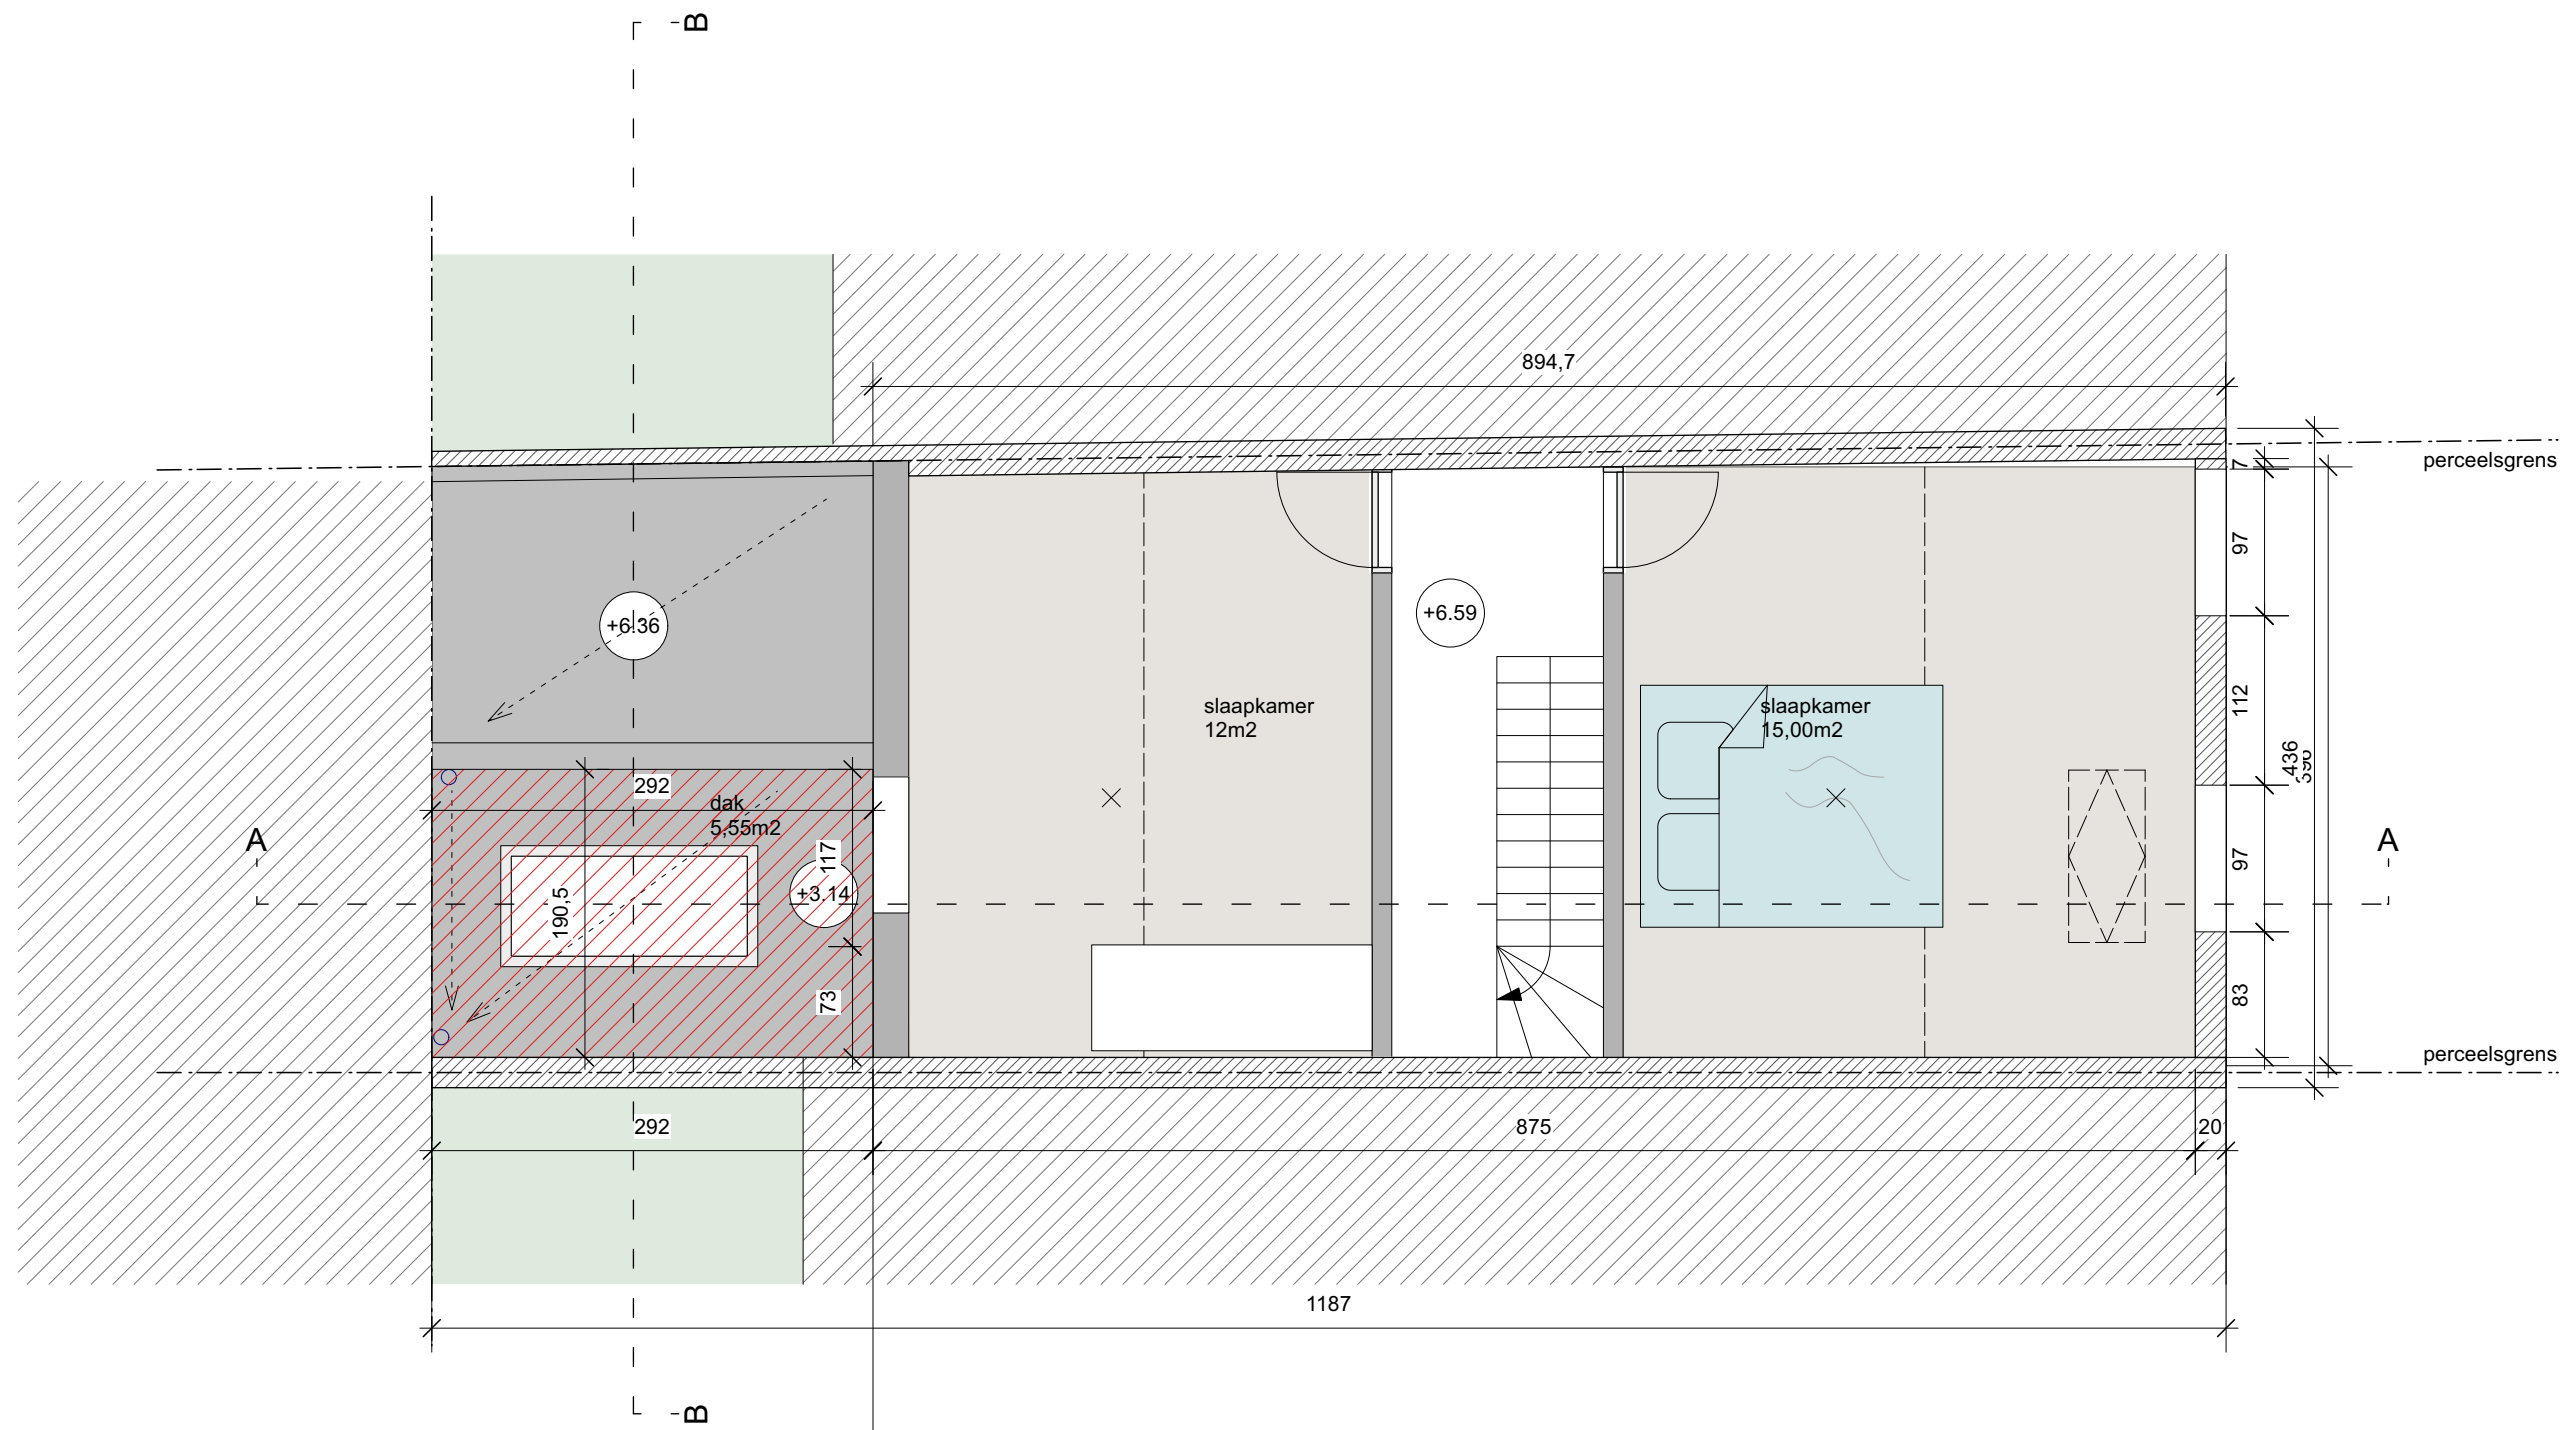 B
894,7
perceelsgrens
7
97
+6.36
+6.59
slaapkamer
12m2
slaapkamer
15,00m2
112
436
396
292
dak
5,55m2
A
A
117
97
+3.14
190,5
73
83
perceelsgrens
292
875
20
1187
B